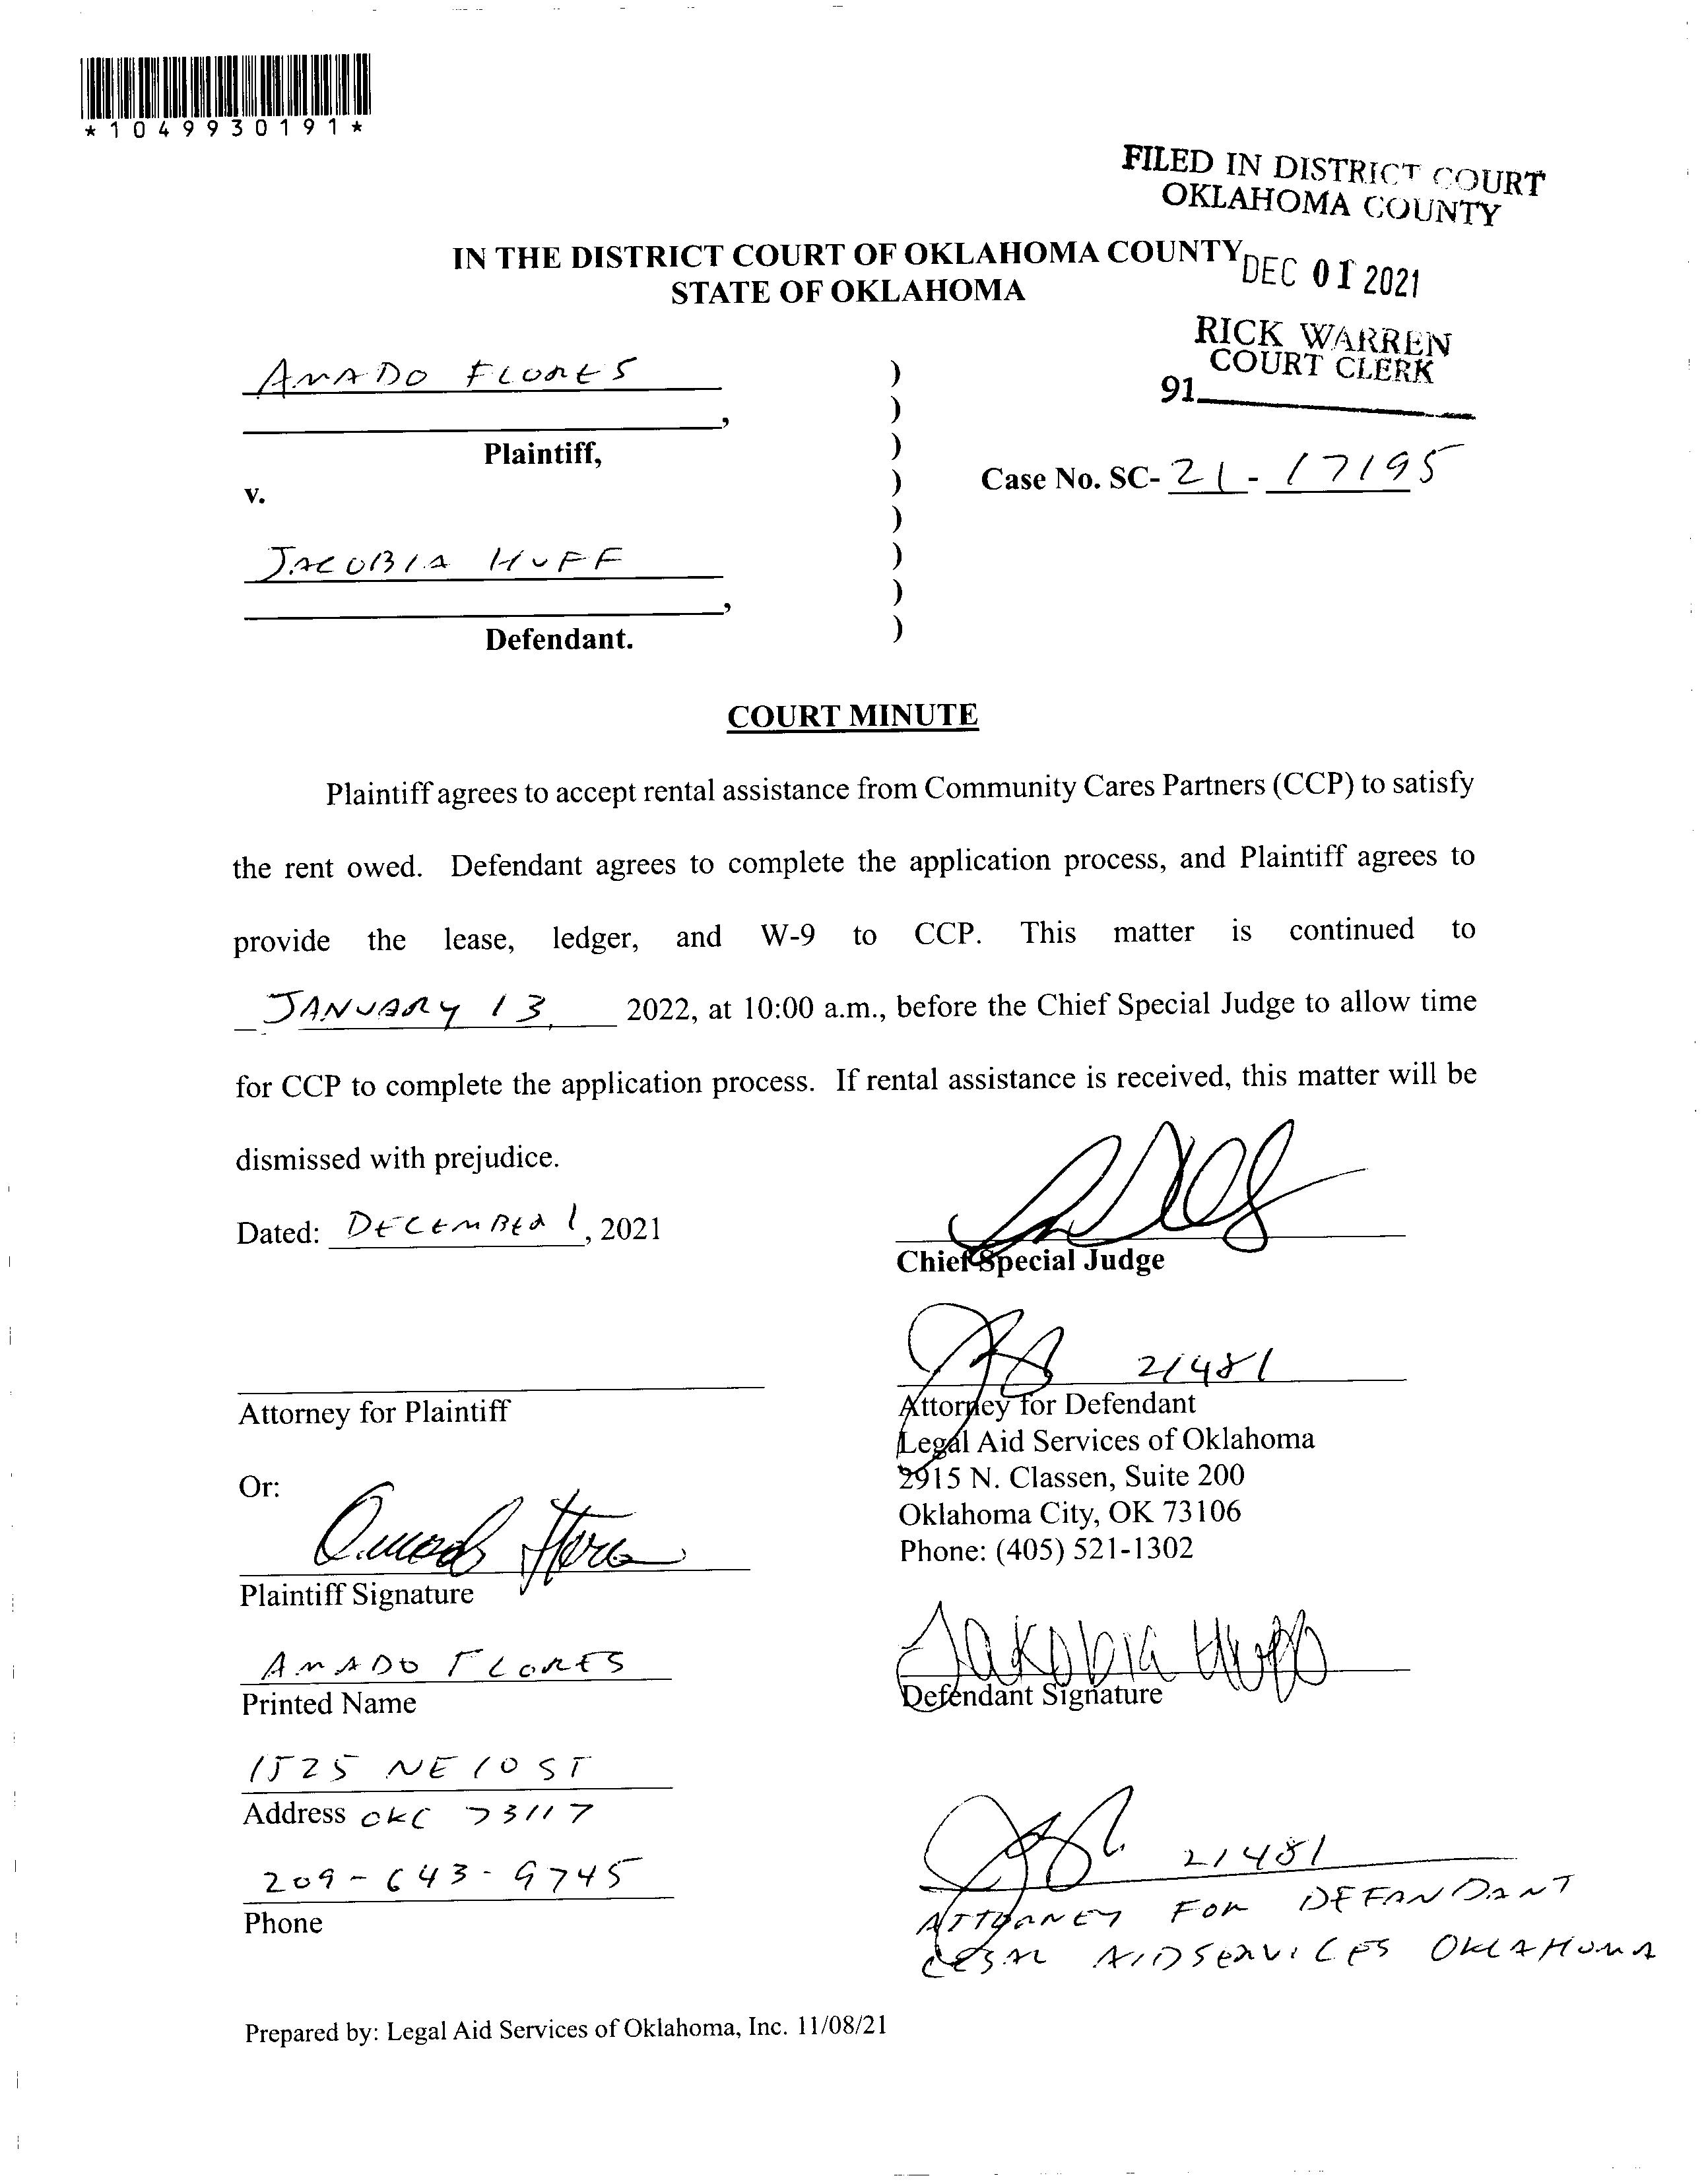 *1049930191*
FILED IN DISTRICT COURT
OKLAHOMA COUNTY
IN THE DISTRICT COURT OF OKLAHOMA COUNTY
STATE OF OKLAHOMA
DEC 01 2021
RICK WARREN
COURT CLERK
91
AMADO FLORES
)
)
,
Plaintiff, )
Case No. SC- 21 - 17195
v. )
)
JACOBIA HUFF )
)
,
Defendant. )
COURT MINUTE
Plaintiff agrees to accept rental assistance from Community Cares Partners (CCP) to satisfy
the rent owed. Defendant agrees to complete the application process, and Plaintiff agrees to
provide the lease, ledger, and W-9 to CCP. This matter is continued to
JANUARY 13, 2022, at 10:00 a.m., before the Chief Special Judge to allow time
for CCP to complete the application process. If rental assistance is received, this matter will be
dismissed with prejudice.
Dated: DECEMBER 1, 2021
Chief Special Judge
21481
Attorney for Plaintiff
Attorney for Defendant
Legal Aid Services of Oklahoma
2915 N. Classen, Suite 200
Oklahoma City, OK 73106
Phone: (405) 521-1302
Or:
Amado Flores
Plaintiff Signature
Jakobia Huff
Defendant Signature
AMADO FLORES
Printed Name
1525 NE 10 ST
Address OKC 73117
209-643-9745
Phone
21481
ATTORNEY FOR DEFANDANT
LEGAL AID SERVICES OKLAHOMA
Prepared by: Legal Aid Services of Oklahoma, Inc. 11/08/21